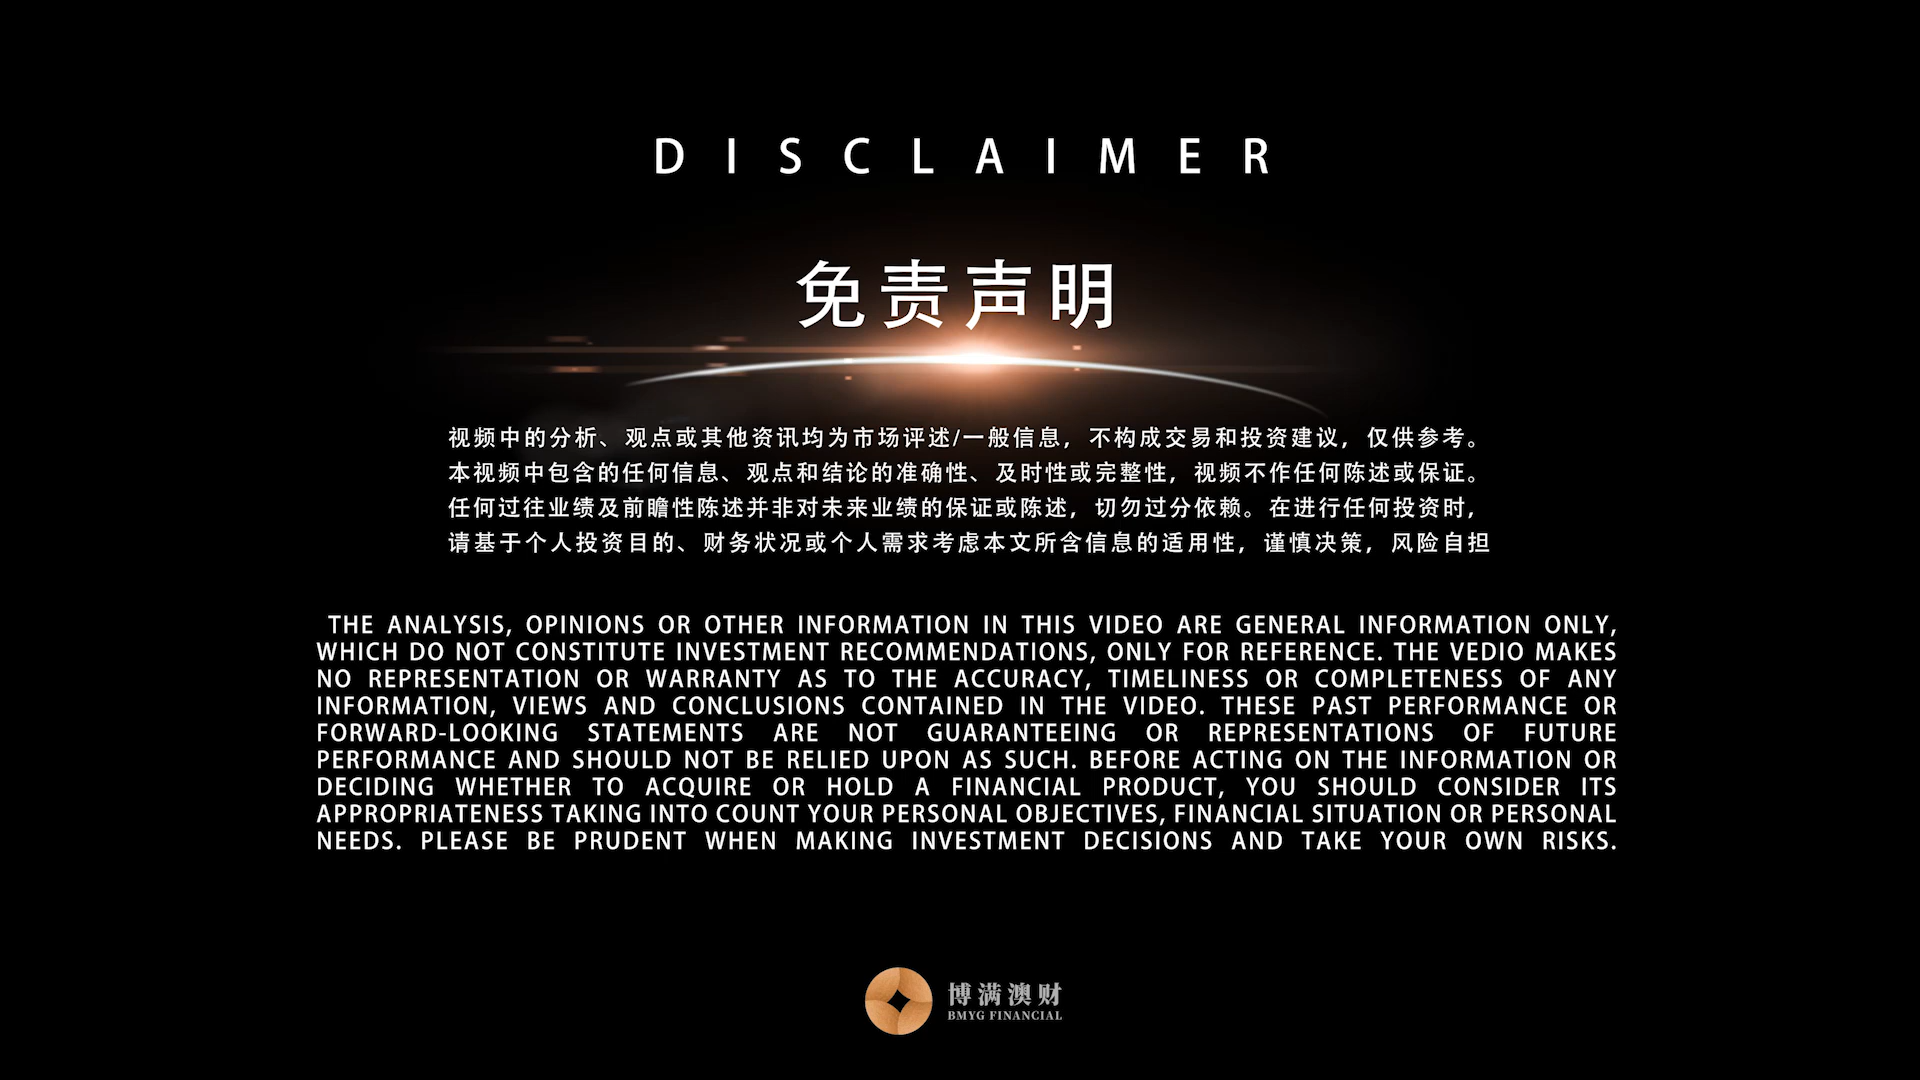 DISCLAIMER
免责声明
视频中的分析、观点或其他资讯均为市场评述/一般信息，不构成交易和投资建议，仅供参考。
本视频中包含的任何信息、观点和结论的准确性、及时性或完整性，视频不作任何陈述或保证。
任何过往业绩及前瞻性陈述并非对未来业绩的保证或陈述，切勿过分依赖。在进行任何投资时，
请基于个人投资目的、财务状况或个人需求考虑本文所含信息的适用性，谨慎决策，风险自担
THE ANALYSIS, OPINIONS OR OTHER INFORMATION IN THIS VIDEO ARE GENERAL INFORMATION ONLY,
WHICH DO NOT CONSTITUTE INVESTMENT RECOMMENDATIONS, ONLY FOR REFERENCE. THE VEDIO MAKES
NO REPRESENTATION OR WARRANTY AS TO THE ACCURACY, TIMELINESS OR COMPLETENESS OF ANY
INFORMATION, VIEWS AND CONCLUSIONS CONTAINED IN THE VIDEO. THESE PAST PERFORMANCE OR
FORWARD-LOOKING STATEMENTS ARE NOT GUARANTEEING OR REPRESENTATIONS OF FUTURE
PERFORMANCE AND SHOULD NOT BE RELIED UPON AS SUCH. BEFORE ACTING ON THE INFORMATION OR
DECIDING WHETHER TO ACQUIRE OR HOLD A FINANCIAL PRODUCT, YOU SHOULD CONSIDER ITS
APPROPRIATENESS TAKING INTO COUNT YOUR PERSONAL OBJECTIVES, FINANCIAL SITUATION OR PERSONAL
NEEDS. PLEASE BE PRUDENT WHEN MAKING INVESTMENT DECISIONS AND TAKE YOUR OWN RISKS.
博满澳财
BMYG FINANCIAL